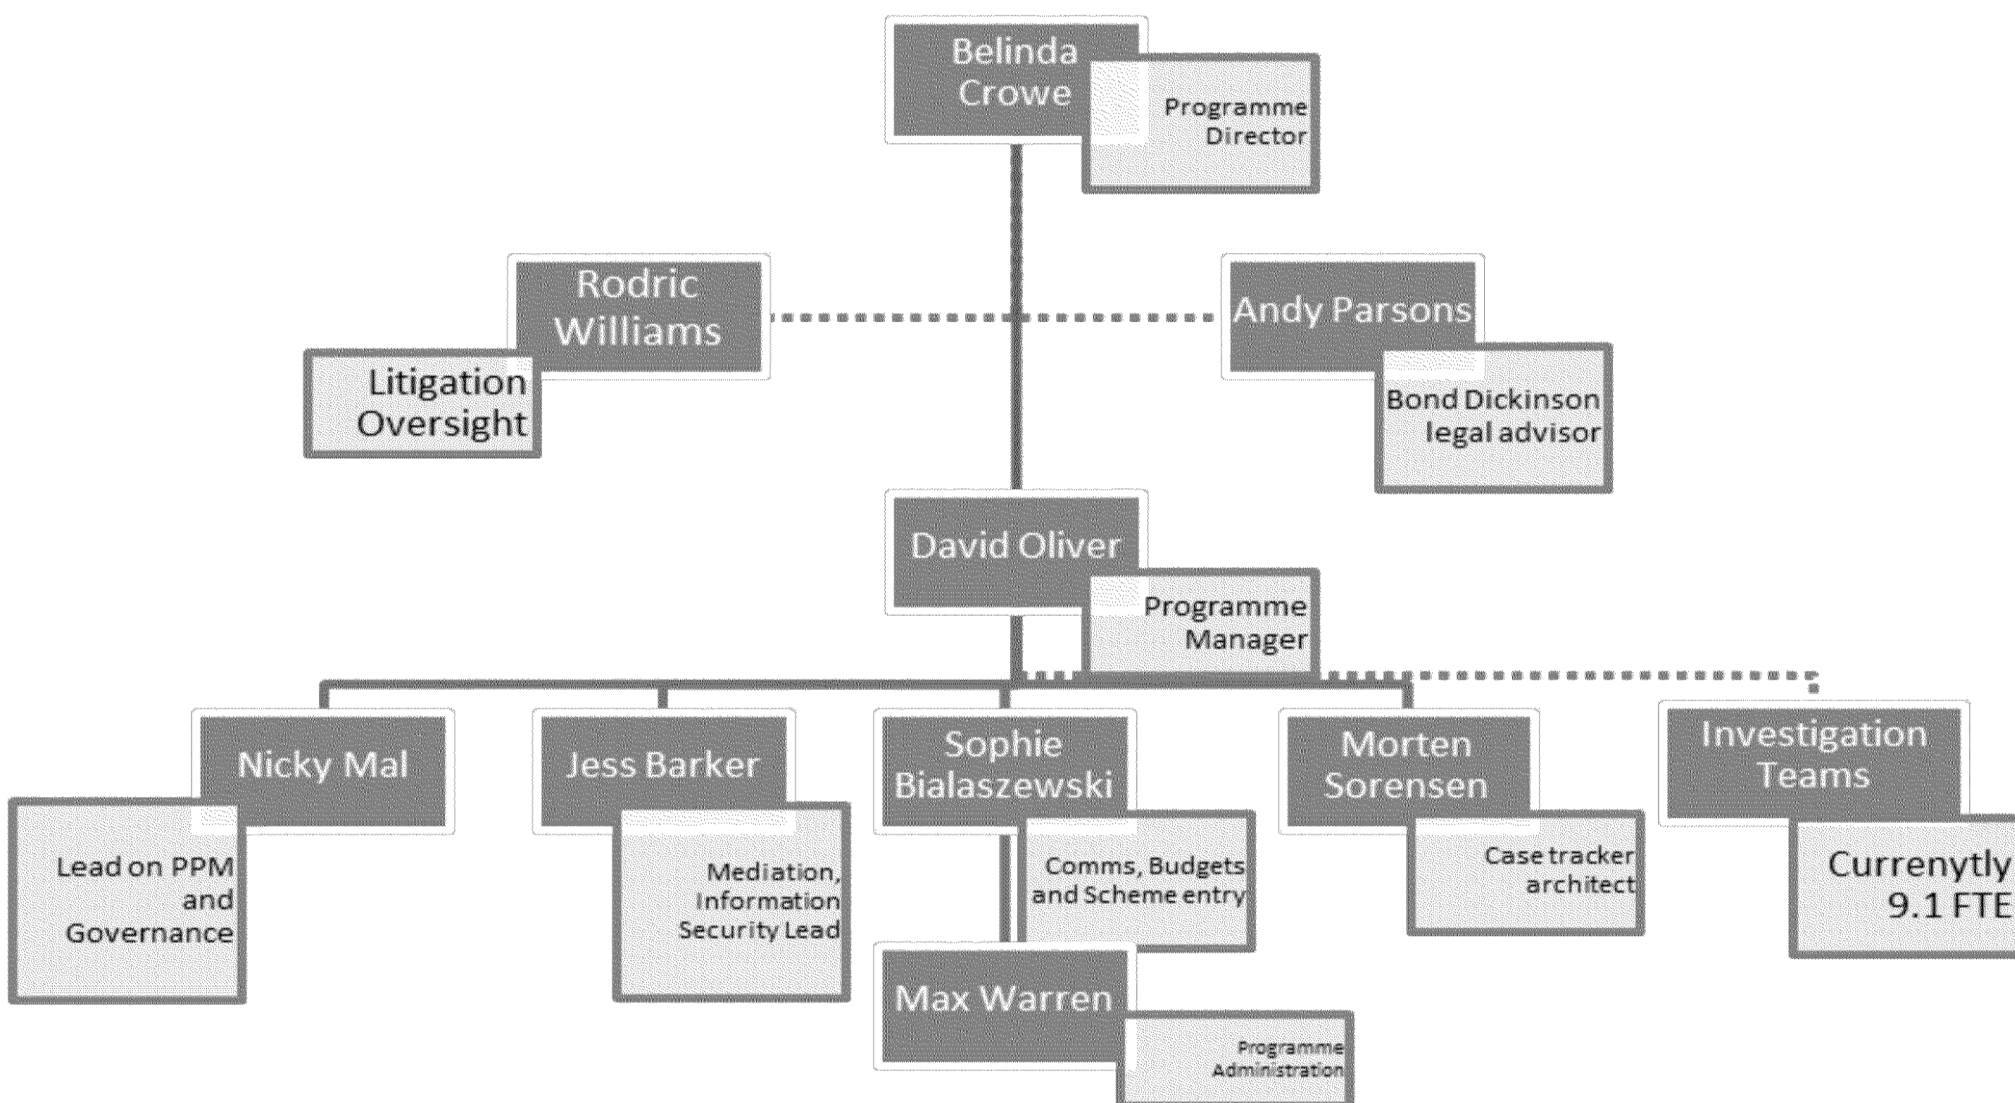 Belinda
Crowe
Programme
Director
Rodric
Williams
Litigation
Oversight
Andy Parsons
Bond Dickinson
legal advisor
David Oliver
Programme
Manager
Nicky Mal
Lead on PPM
and
Governance
Jess Barker
Mediation,
Information
Security Lead
Sophie
Bialaszewski
Comms, Budgets
and Scheme entry
Morten
Sorensen
Case tracker
architect
Investigation
Teams
Currenytly
9.1 FTE
Max Warren
Programme
Administration